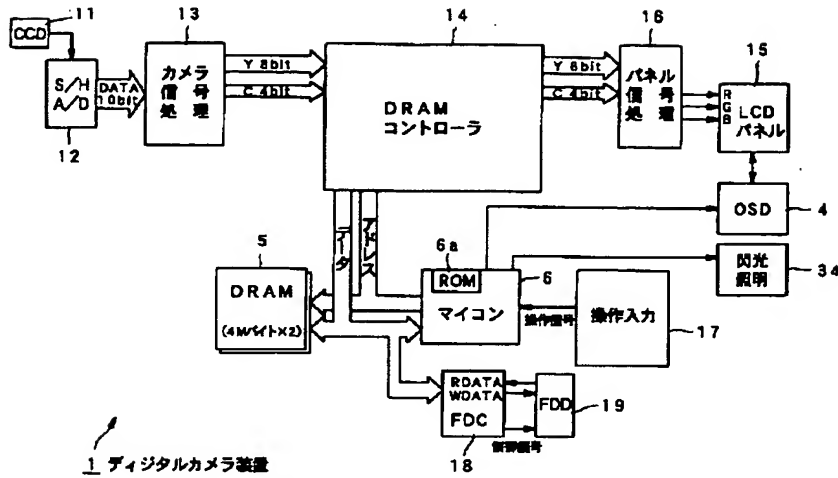 11
CCD
S/H
A/D
12
DATA
10bit
13
カメラ
信号
処理
Y 8bit
C 4bit
14
DRAM
コントローラ
Y 8bit
C 4bit
16
パネル
信号
処理
15
R
G
B
LCD
パネル
OSD
4
データ
アドレス
5
DRAM
(4Mバイト×2)
6a
ROM
6
マイコン
閃光
照明
34
操作信号
操作入力
17
RDATA
WDATA
FDC
18
制御信号
FDD
19
1 ディジタルカメラ装置